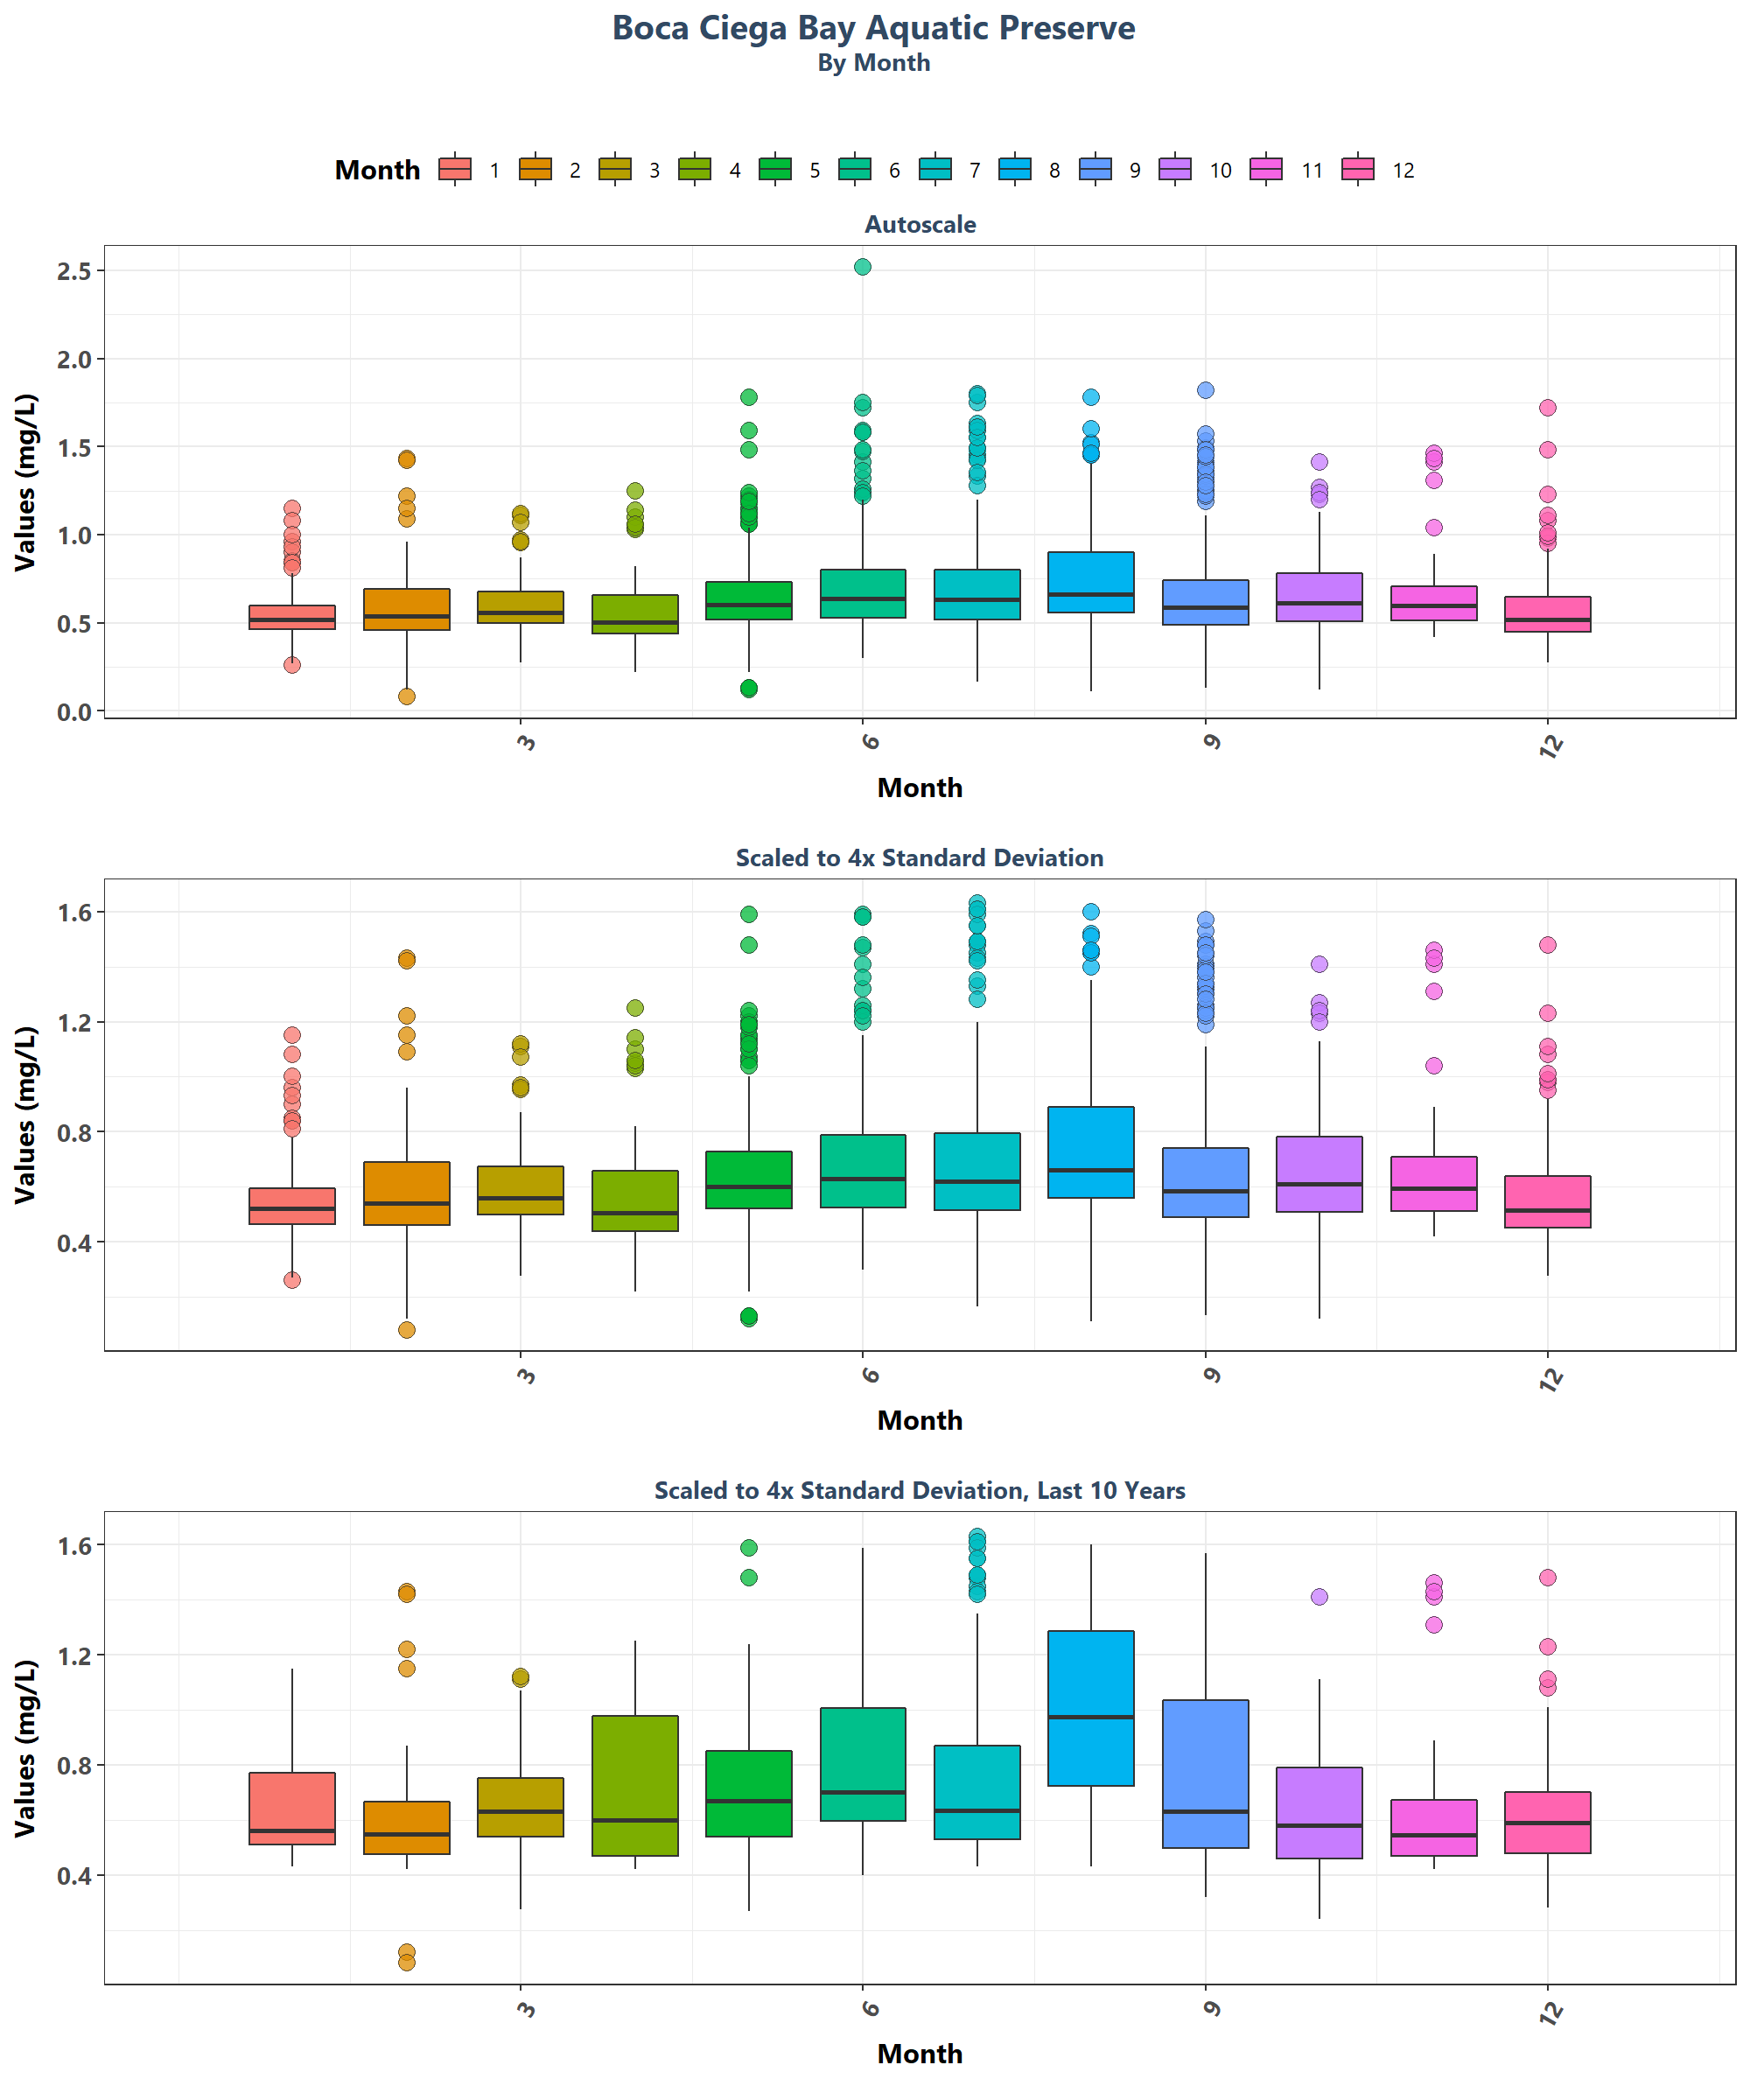 Boca Ciega Bay Aquatic Preserve
By Month
Month 1 2 3 4 5 6 7 8 9 10 11 12
Autoscale
Values (mg/L)
2.5
2.0
1.5
1.0
0.5
0.0
3 6 9 12
Month
Scaled to 4x Standard Deviation
Values (mg/L)
1.6
1.2
0.8
0.4
3 6 9 12
Month
Scaled to 4x Standard Deviation, Last 10 Years
Values (mg/L)
1.6
1.2
0.8
0.4
3 6 9 12
Month